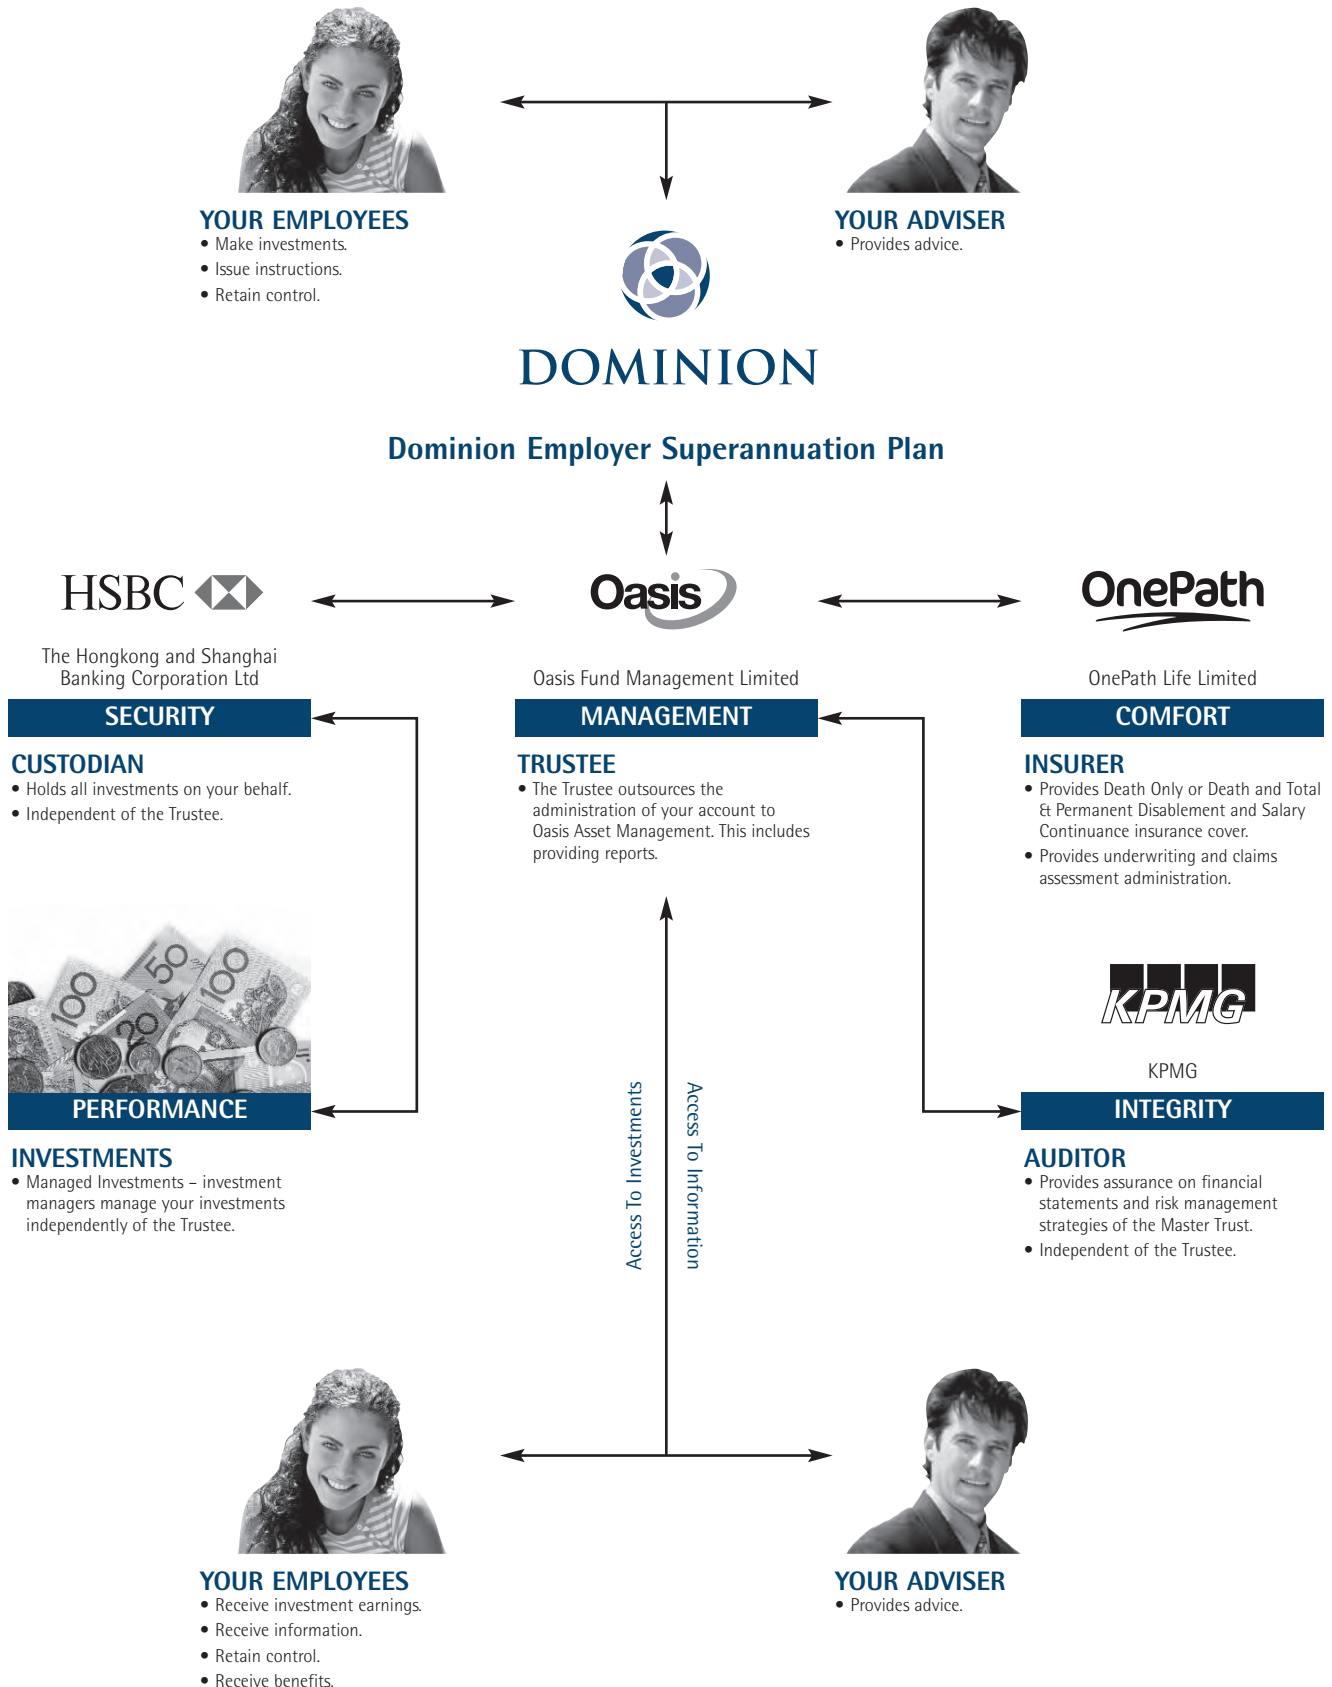 YOUR EMPLOYEES
• Make investments.
• Issue instructions.
• Retain control.
YOUR ADVISER
• Provides advice.
DOMINION
Dominion Employer Superannuation Plan
HSBC
The Hongkong and Shanghai
Banking Corporation Ltd
SECURITY
CUSTODIAN
• Holds all investments on your behalf.
• Independent of the Trustee.
Oasis
Oasis Fund Management Limited
MANAGEMENT
TRUSTEE
• The Trustee outsources the
administration of your account to
Oasis Asset Management. This includes
providing reports.
OnePath
OnePath Life Limited
COMFORT
INSURER
• Provides Death Only or Death and Total
& Permanent Disablement and Salary
Continuance insurance cover.
• Provides underwriting and claims
assessment administration.
100
50
100
20
PERFORMANCE
INVESTMENTS
• Managed Investments – investment
managers manage your investments
independently of the Trustee.
Access To Investments
Access To Information
KPMG
KPMG
INTEGRITY
AUDITOR
• Provides assurance on financial
statements and risk management
strategies of the Master Trust.
• Independent of the Trustee.
YOUR EMPLOYEES
• Receive investment earnings.
• Receive information.
• Retain control.
• Receive benefits.
YOUR ADVISER
• Provides advice.